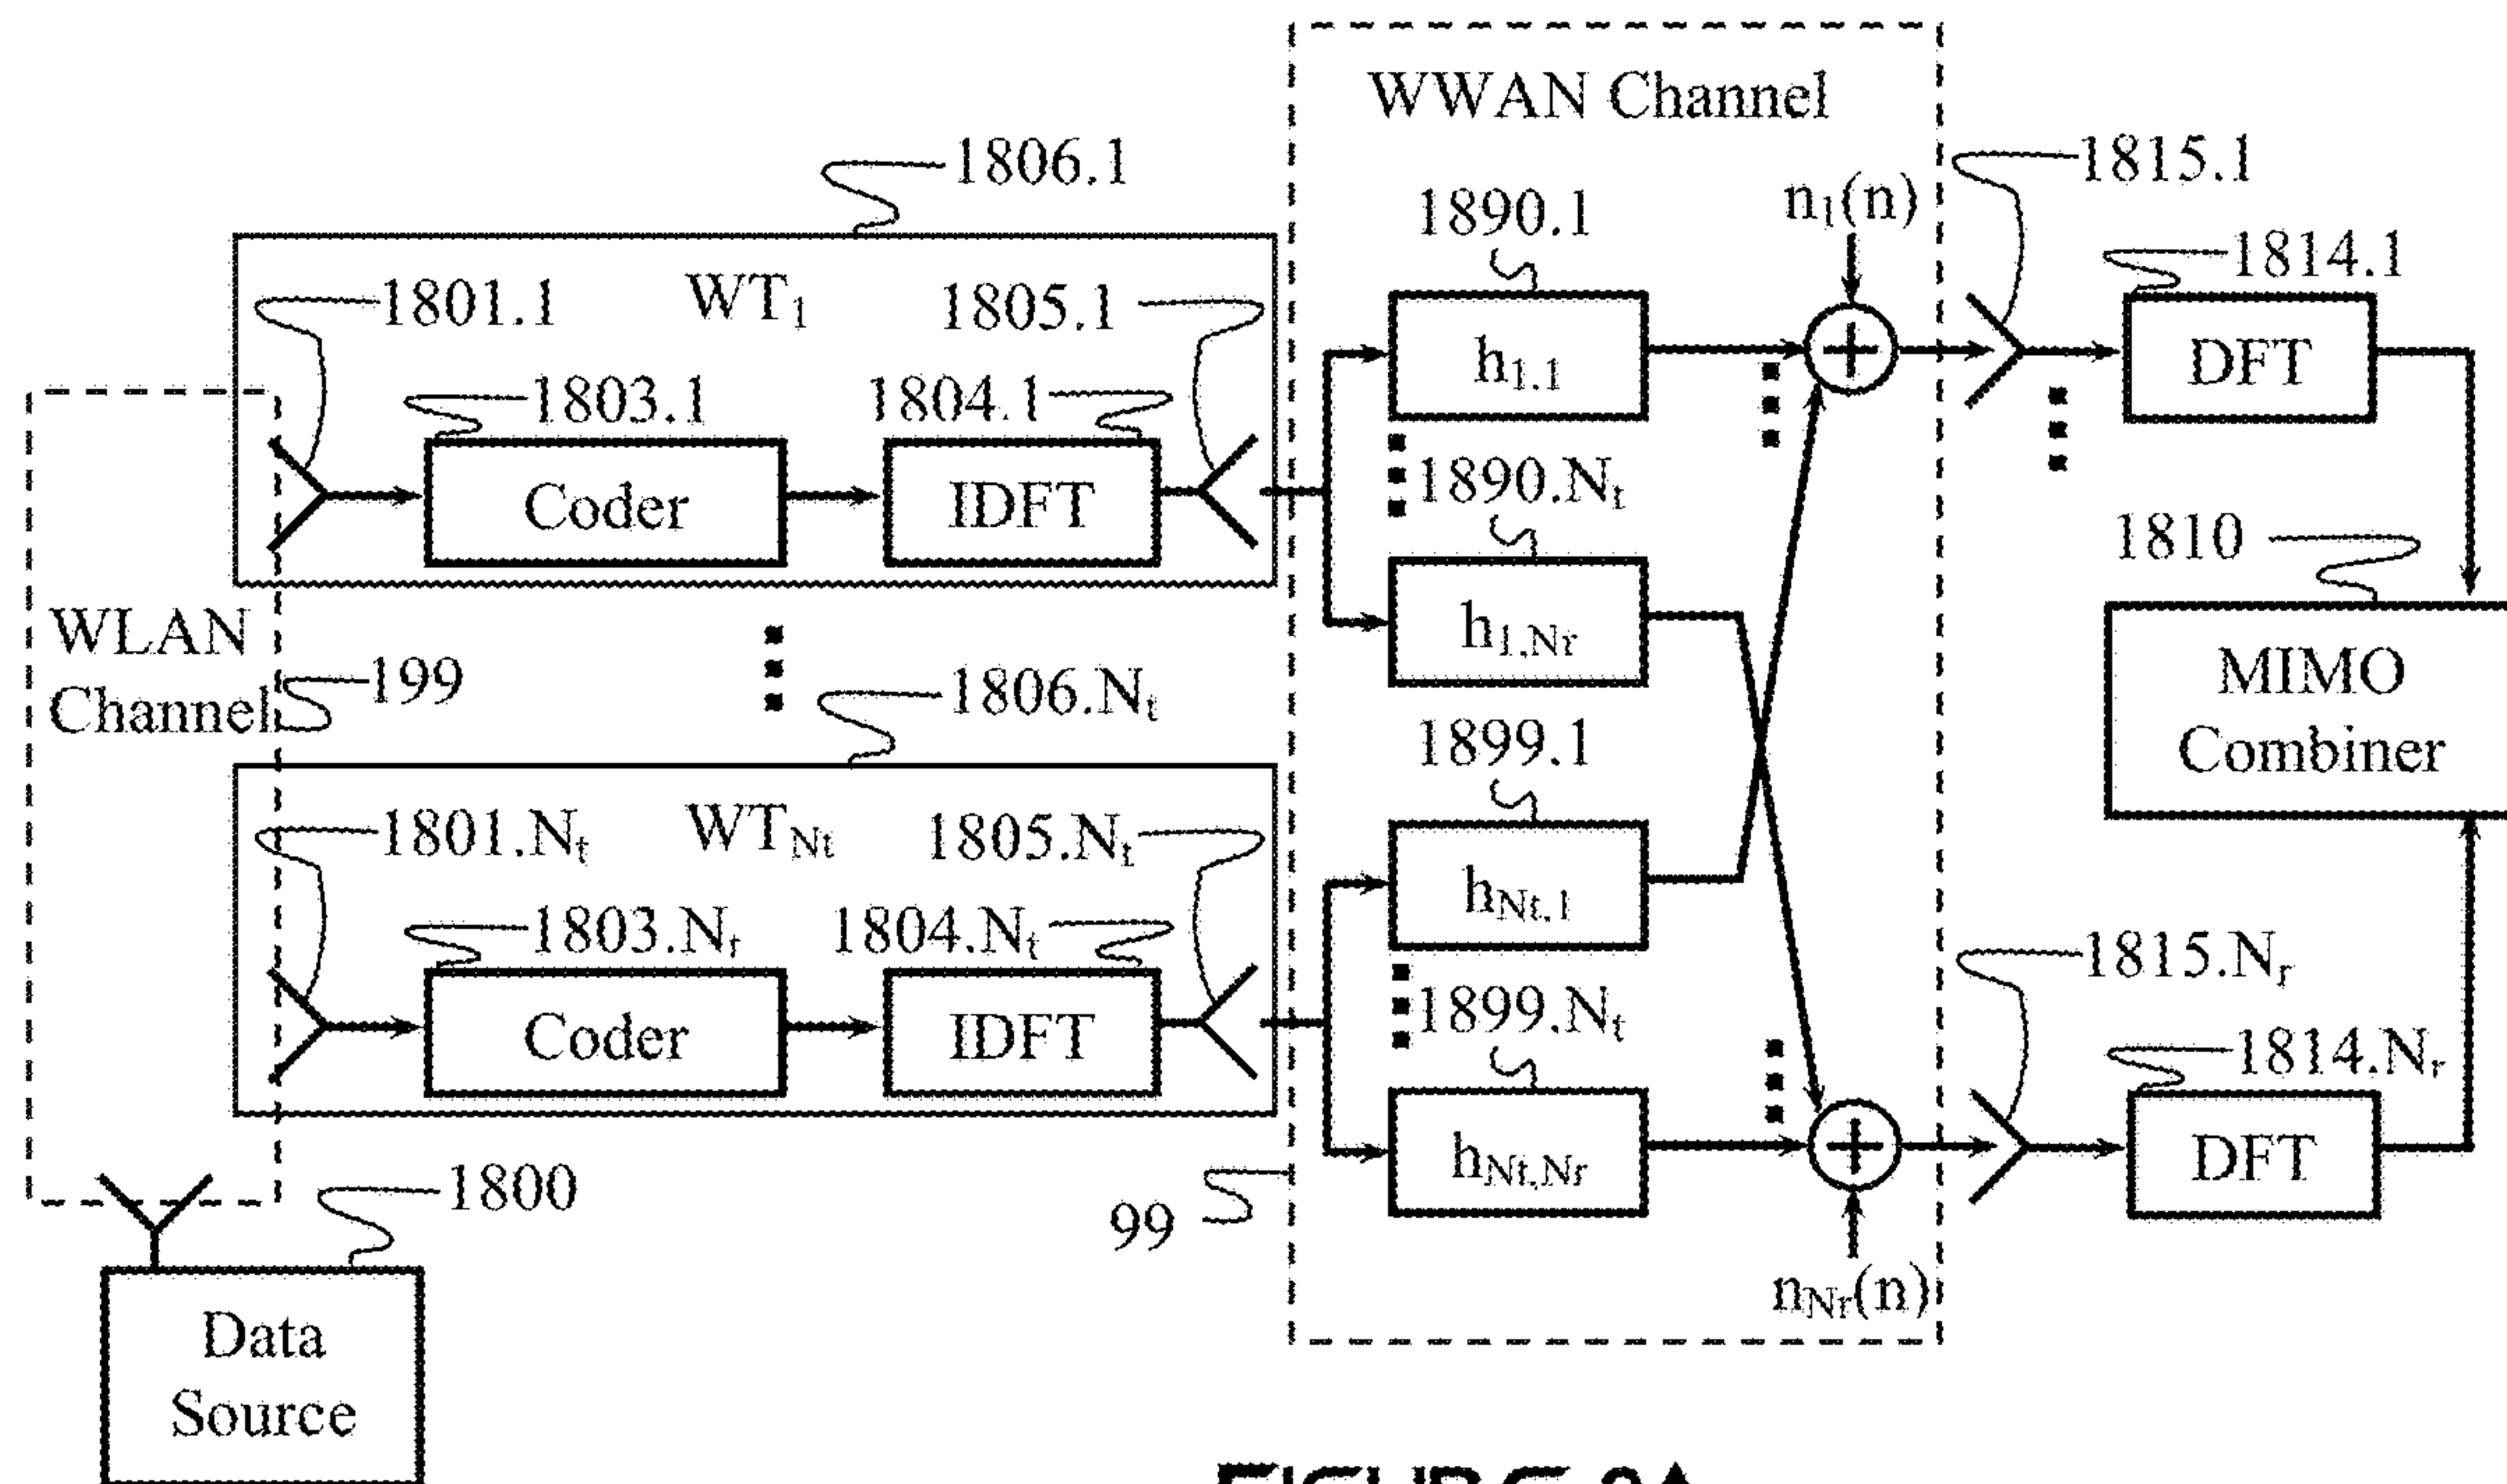 WWAN Channel
1806.1
1815.1
1890.1
n1(n)
1814.1
1801.1
WT1
1805.1
h1.1
DFT
1803.1
1804.1
1890.Nt
Coder
IDFT
1810
h1,Nr
WLAN
Channel
199
1806.Nt
MIMO
Combiner
1899.1
1801.Nt
WTNt
1805.Nt
hNt,1
1803.Nt
1804.Nt
1815.Nr
1899.Nt
Coder
IDFT
1814.Nr
hNt,Nr
DFT
1800
99
nNr(n)
Data
Source